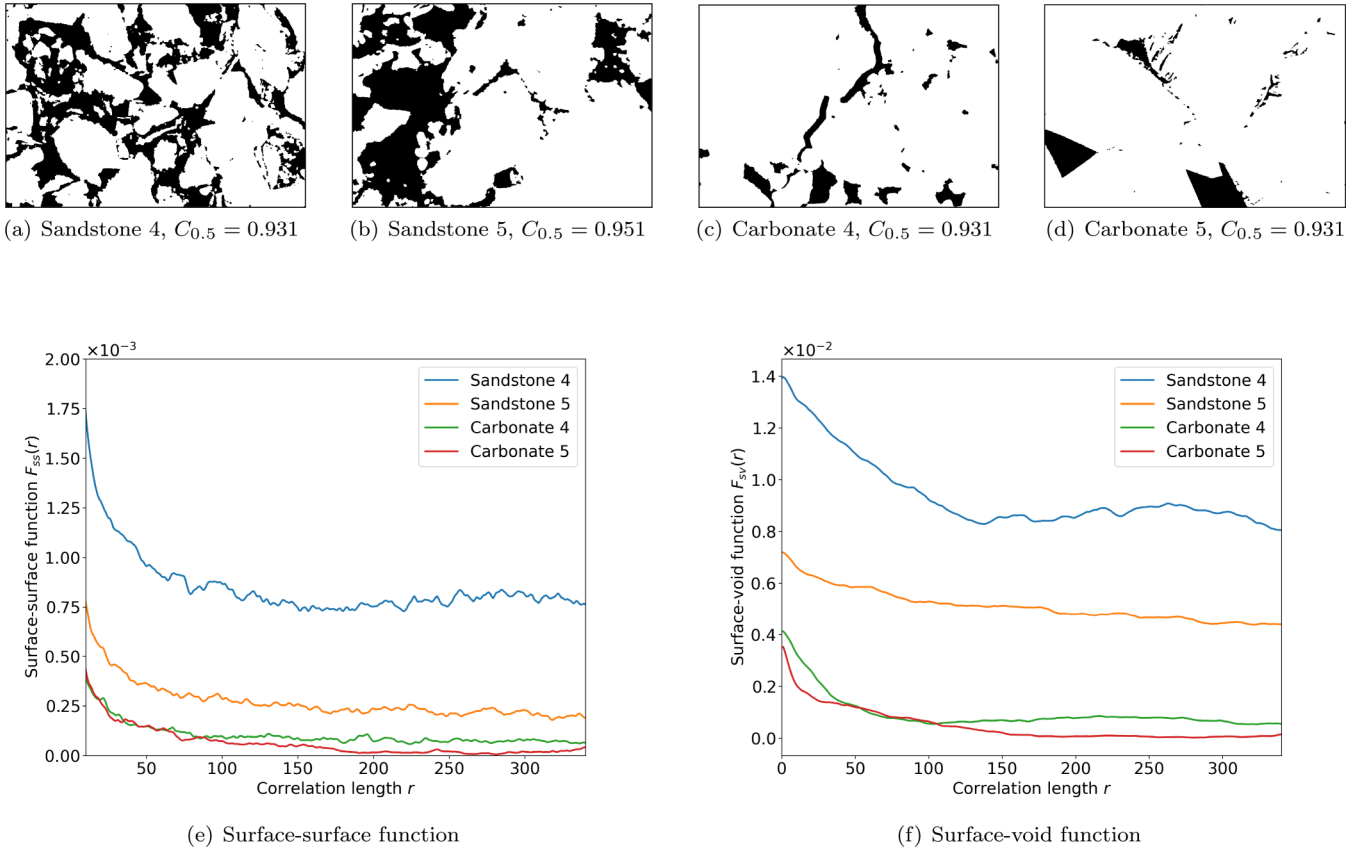 (a) Sandstone 4, C0.5 = 0.931
(b) Sandstone 5, C0.5 = 0.951
(c) Carbonate 4, C0.5 = 0.931
(d) Carbonate 5, C0.5 = 0.931
×10−3
2.00
1.75
1.50
1.25
1.00
0.75
0.50
0.25
0.00
Surface-surface function Fss(r)
Sandstone 4
Sandstone 5
Carbonate 4
Carbonate 5
50
100
150
200
250
300
Correlation length r
(e) Surface-surface function
×10−2
1.4
1.2
1.0
0.8
0.6
0.4
0.2
0.0
Surface-void function Fsv(r)
Sandstone 4
Sandstone 5
Carbonate 4
Carbonate 5
0
50
100
150
200
250
300
Correlation length r
(f) Surface-void function